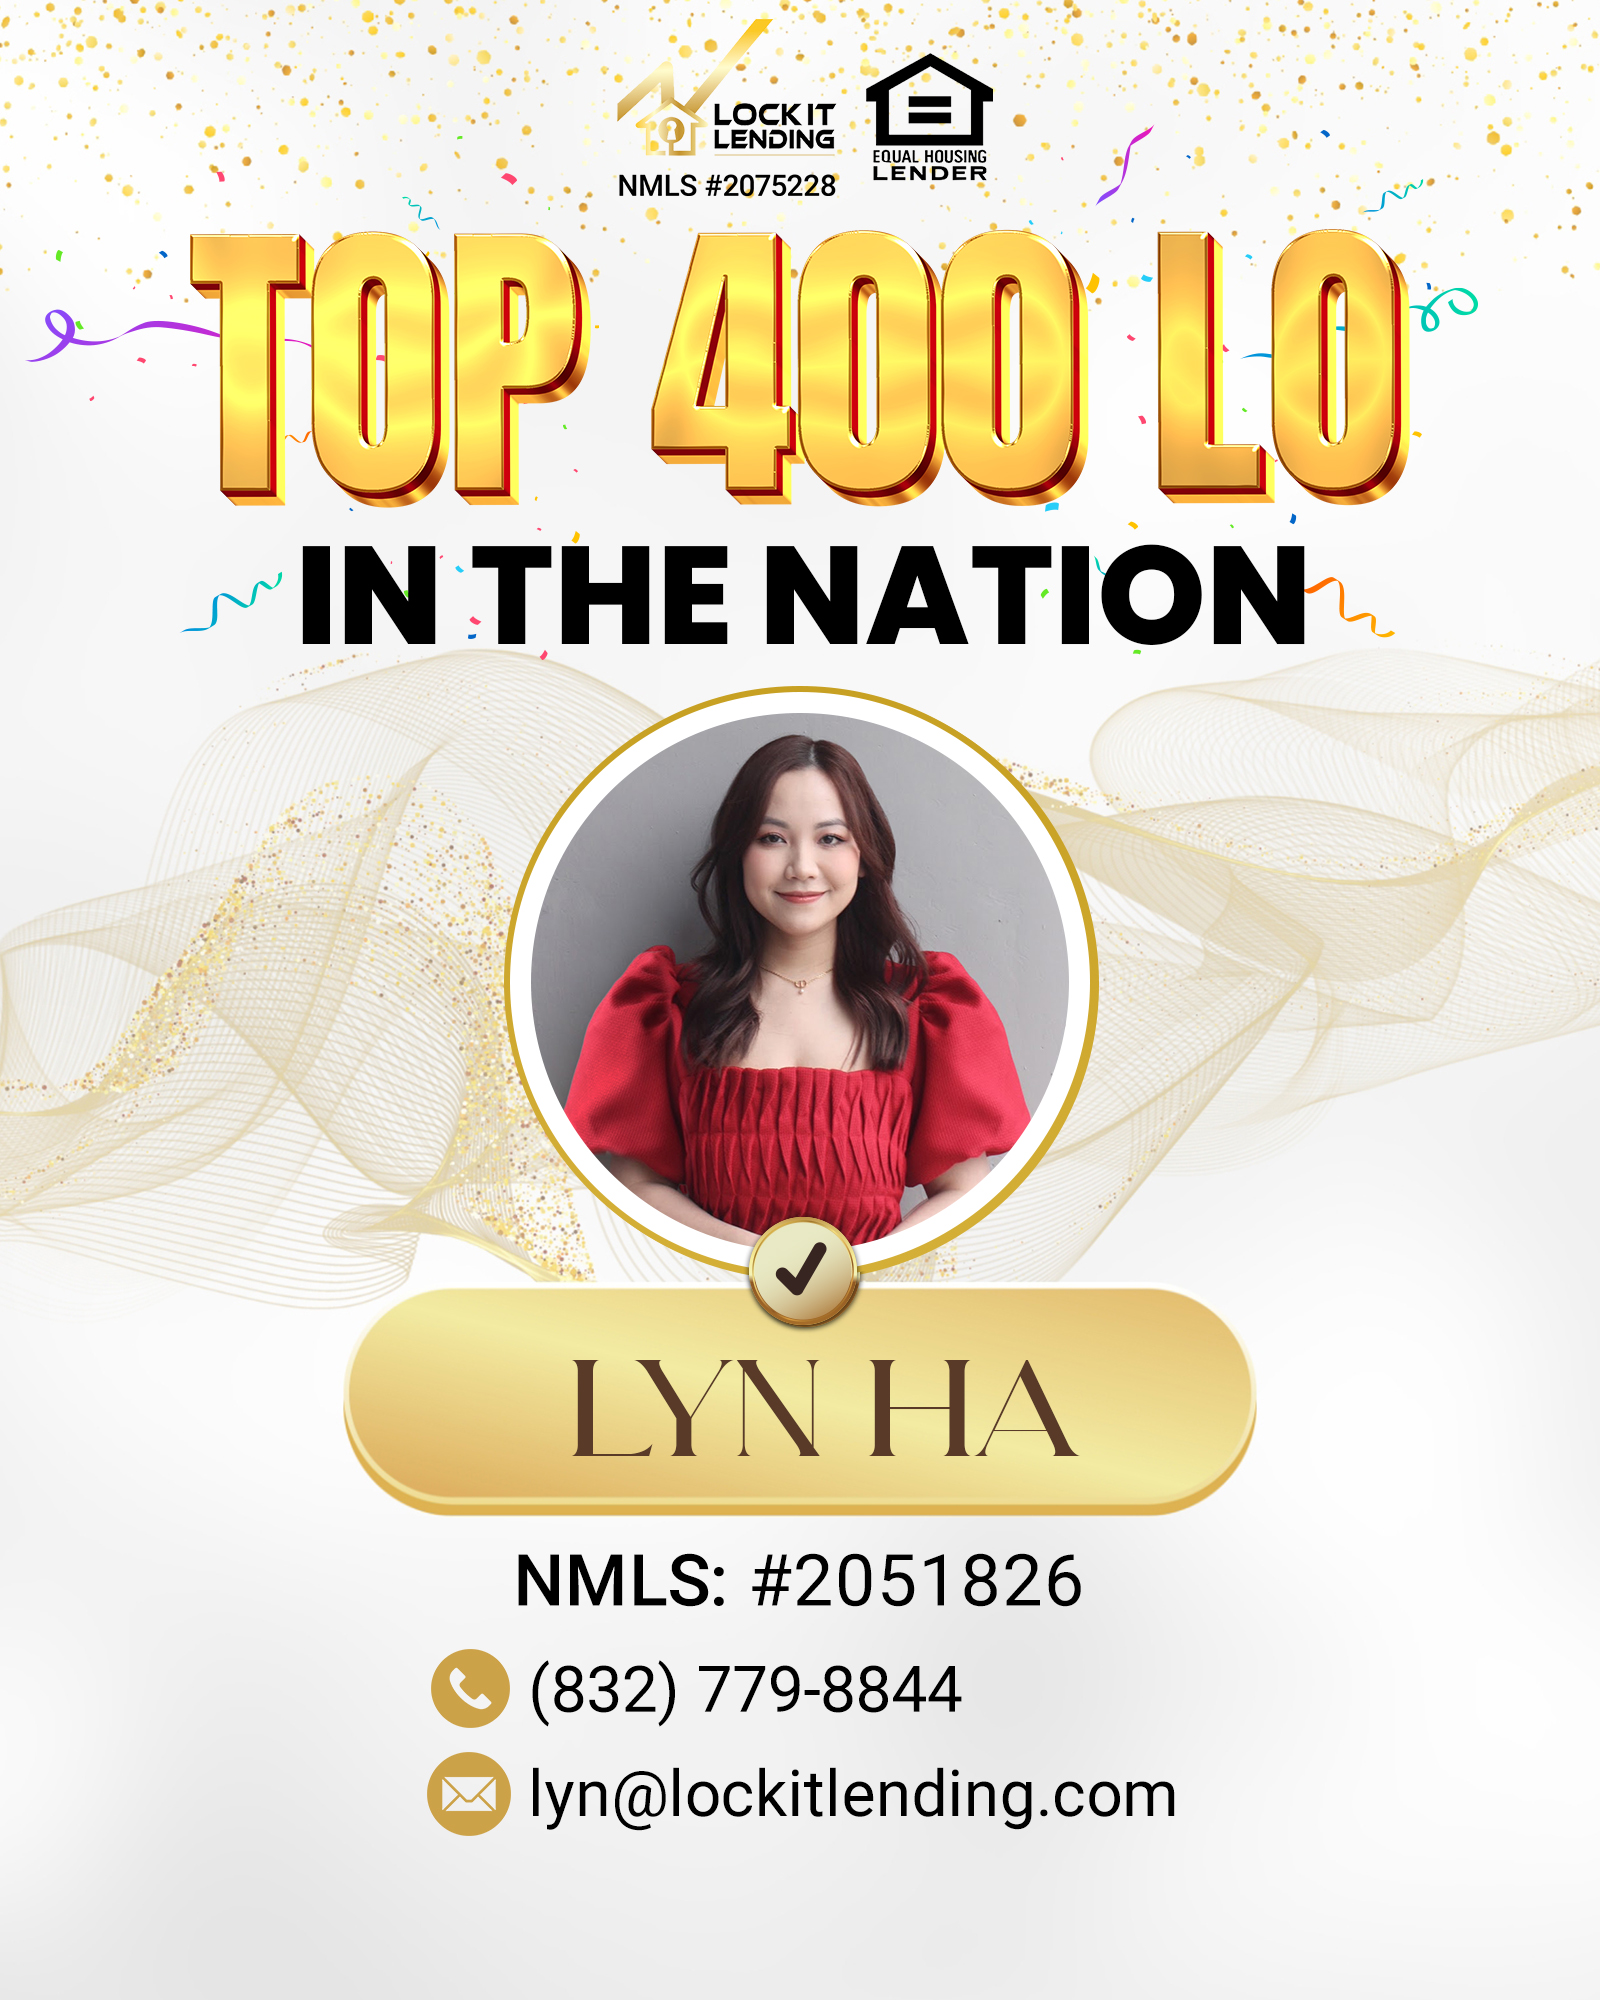 LOCK IT
LENDING
NMLS #2075228
EQUAL HOUSING
LENDER
TOP 400 LO
IN THE NATION
LYN HA
NMLS: #2051826
(832) 779-8844
lyn@lockitlending.com